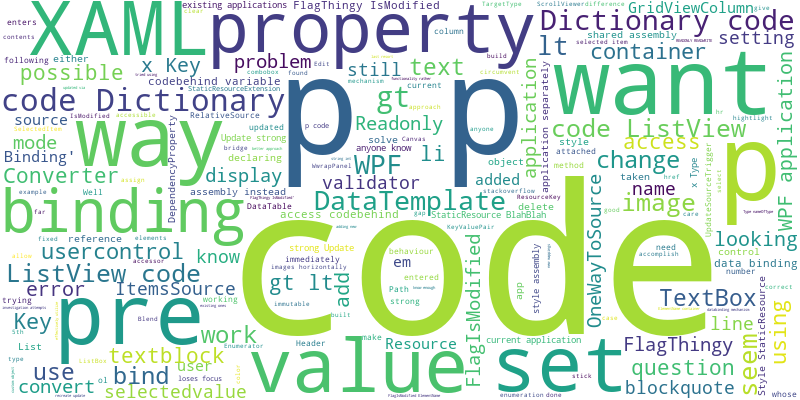 existing applications FlagThingy IsModified
TargetType ScrollViewer difference
XAML property
GridViewColumn
Dictionary code
enters
contents
column
clear
give
shared assembly
setting
following either
x Key
problem
lt container
selected item
possible
codebehind variable
still text
build mechanism
StaticResourceExtension
code Dictionary
gt
want
way
p p
application
application separately
source
IsModified
RelativeSource
current
circumvent
approach
accessible
updated
Readonly
p code
anyone
code ListView
mode
Update strong
solve Canvas
style
access
Binding'
bridge
anyone know
WrapPanel
attached
DependencyProperty
declaring
WPF li
object
method
change
Converter
display
validator
added
x Type
taken href
name
p
UpdateSourceTrigger
WPF application
example
assembly instead
DataTemplate
ResourceKey
image
select
Well
assign
DataTable
delete
stackoverflow
good
far
access codebehind
StaticResource BlahBlah
care
binding
code
OneWayToSource
looking
fixed reference
accessor
elements
gap
KeyValuePair
control
data binding
number
usercontrol
know
strong Update
behaviour
need
accomplish
allow
ListView code
immediately
images horizontally
em
entered
style assembly
app
correct
error
ItemsSource
add
Path
strong
TextBox
Style StaticResource
trying
working
immutable
current application
case
using
Key
pre
work
gt lt
built
FlagIsModified
line
seem
5th
Blend
Resource
make
set
FlagThingy
List
Enumerator
Header
textblock
value
question
use
bind
user
loses focus
enumeration
done
type
ListBox
convert
ol
selectedvalue
stick
blockquote
whose